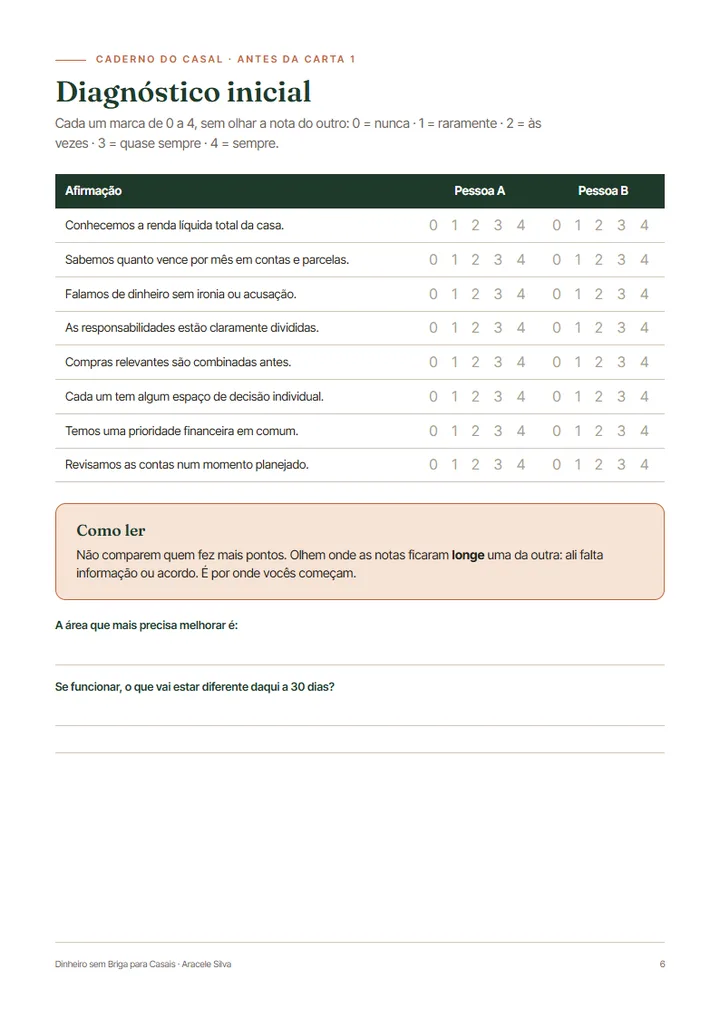 CADERNO DO CASAL · ANTES DA CARTA 1
Diagnóstico inicial
Cada um marca de 0 a 4, sem olhar a nota do outro: 0 = nunca · 1 = raramente · 2 = às
vezes · 3 = quase sempre · 4 = sempre.
Afirmação Pessoa A Pessoa B
Conhecemos a renda líquida total da casa. 0 1 2 3 4 0 1 2 3 4
Sabemos quanto vence por mês em contas e parcelas. 0 1 2 3 4 0 1 2 3 4
Falamos de dinheiro sem ironia ou acusação. 0 1 2 3 4 0 1 2 3 4
As responsabilidades estão claramente divididas. 0 1 2 3 4 0 1 2 3 4
Compras relevantes são combinadas antes. 0 1 2 3 4 0 1 2 3 4
Cada um tem algum espaço de decisão individual. 0 1 2 3 4 0 1 2 3 4
Temos uma prioridade financeira em comum. 0 1 2 3 4 0 1 2 3 4
Revisamos as contas num momento planejado. 0 1 2 3 4 0 1 2 3 4
Como ler
Não comparem quem fez mais pontos. Olhem onde as notas ficaram longe uma da outra: ali falta
informação ou acordo. É por onde vocês começam.
A área que mais precisa melhorar é:
Se funcionar, o que vai estar diferente daqui a 30 dias?
Dinheiro sem Briga para Casais · Aracele Silva 6